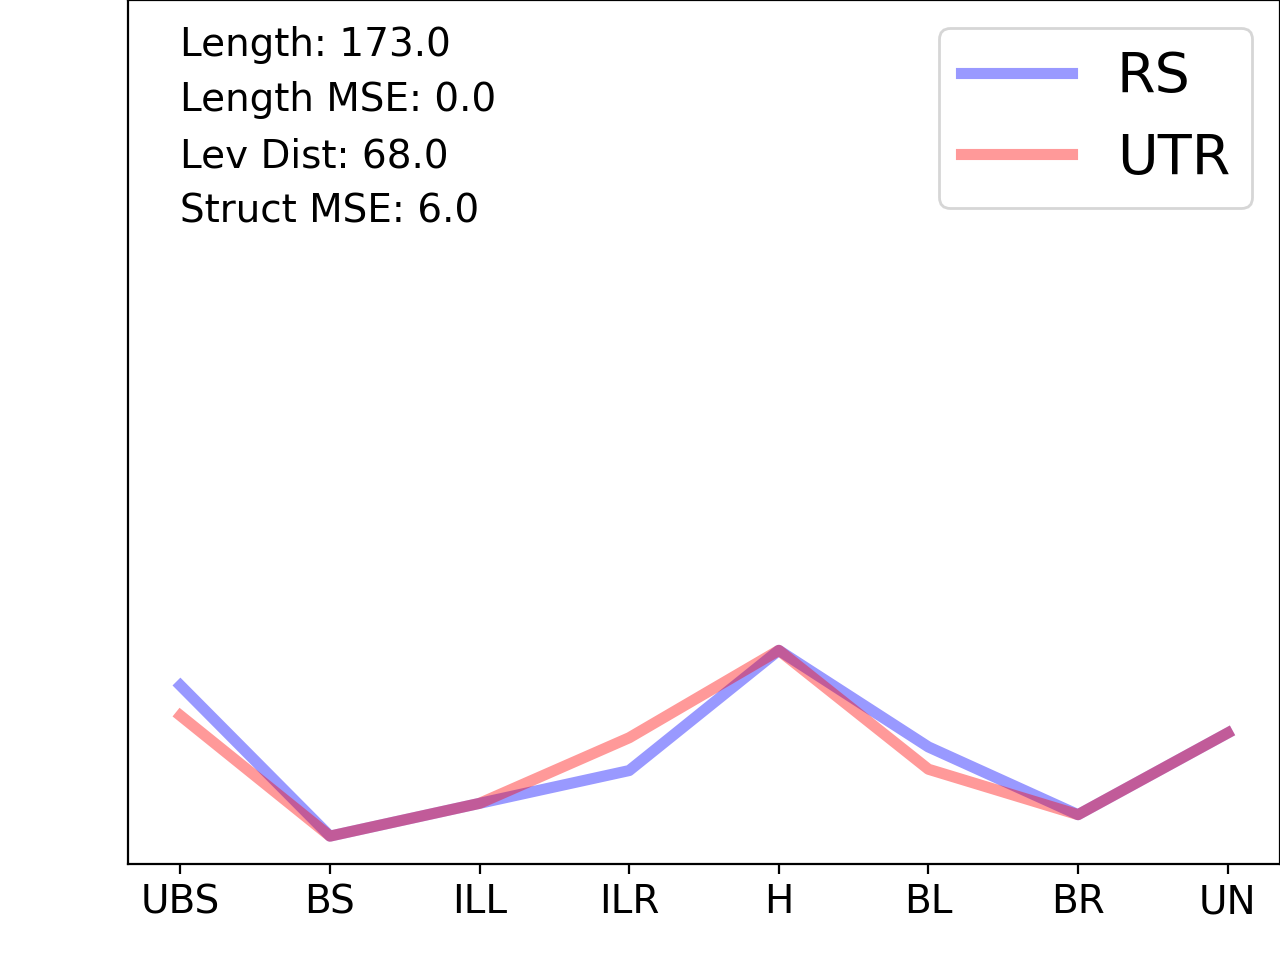 Length: 173.0
Length MSE: 0.0
Lev Dist: 68.0
Struct MSE: 6.0
RS
UTR
UBS BS ILL ILR H BL BR UN